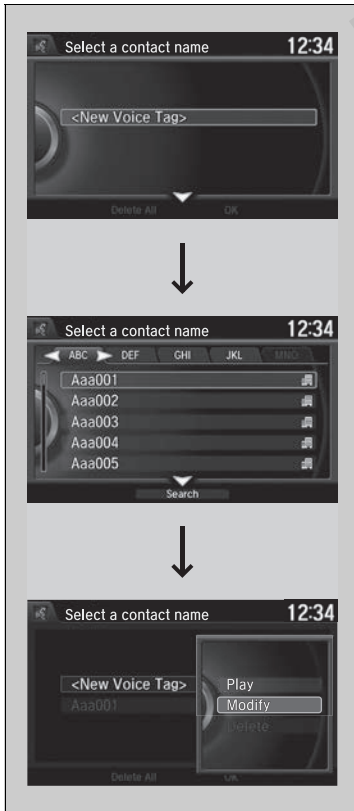 Select a contact name 12:34
<New Voice Tag>
Delete All OK
Select a contact name 12:34
ABC DEF GHI JKL MNO
Aaa001
Aaa002
Aaa003
Aaa004
Aaa005
Search
Select a contact name 12:34
<New Voice Tag> Play
Aaa001 Modify
Delete
Delete All OK